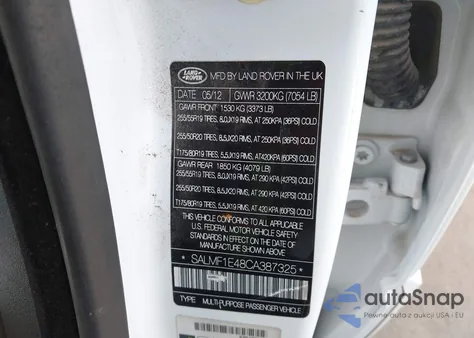 LAND ROVER
MFD BY LAND ROVER IN THE UK
DATE 05/12 GVWR 3200KG (7054 LB)
GAWR FRONT 1530 KG (3373 LB)
255/55R19 TIRES, 8.0JX19 RIMS, AT 250KPA (36PSI) COLD
255/50R20 TIRES, 8.5JX20 RIMS, AT 250KPA (36PSI) COLD
T175/80R19 TIRES, 5.5JX19 RIMS, AT420KPA (60PSI) COLD
GAWR REAR 1850 KG (4079 LB)
255/55R19 TIRES, 8.0JX19 RIMS, AT 290 KPA (42PSI) COLD
255/50R20 TIRES, 8.5JX20 RIMS, AT 290 KPA (42PSI) COLD
T175/80R19 TIRES, 5.5JX19 RIMS, AT 420 KPA (60PSI) COLD
THIS VEHICLE CONFORMS TO ALL APPLICABLE
U.S. FEDERAL MOTOR VEHICLE SAFETY
STANDARDS IN EFFECT ON THE DATE OF
MANUFACTURE SHOWN ABOVE
* SALMF1E48CA387325 *
TYPE: MULTI-PURPOSE PASSENGER VEHICLE
autoSnap
Pewne auta z USA